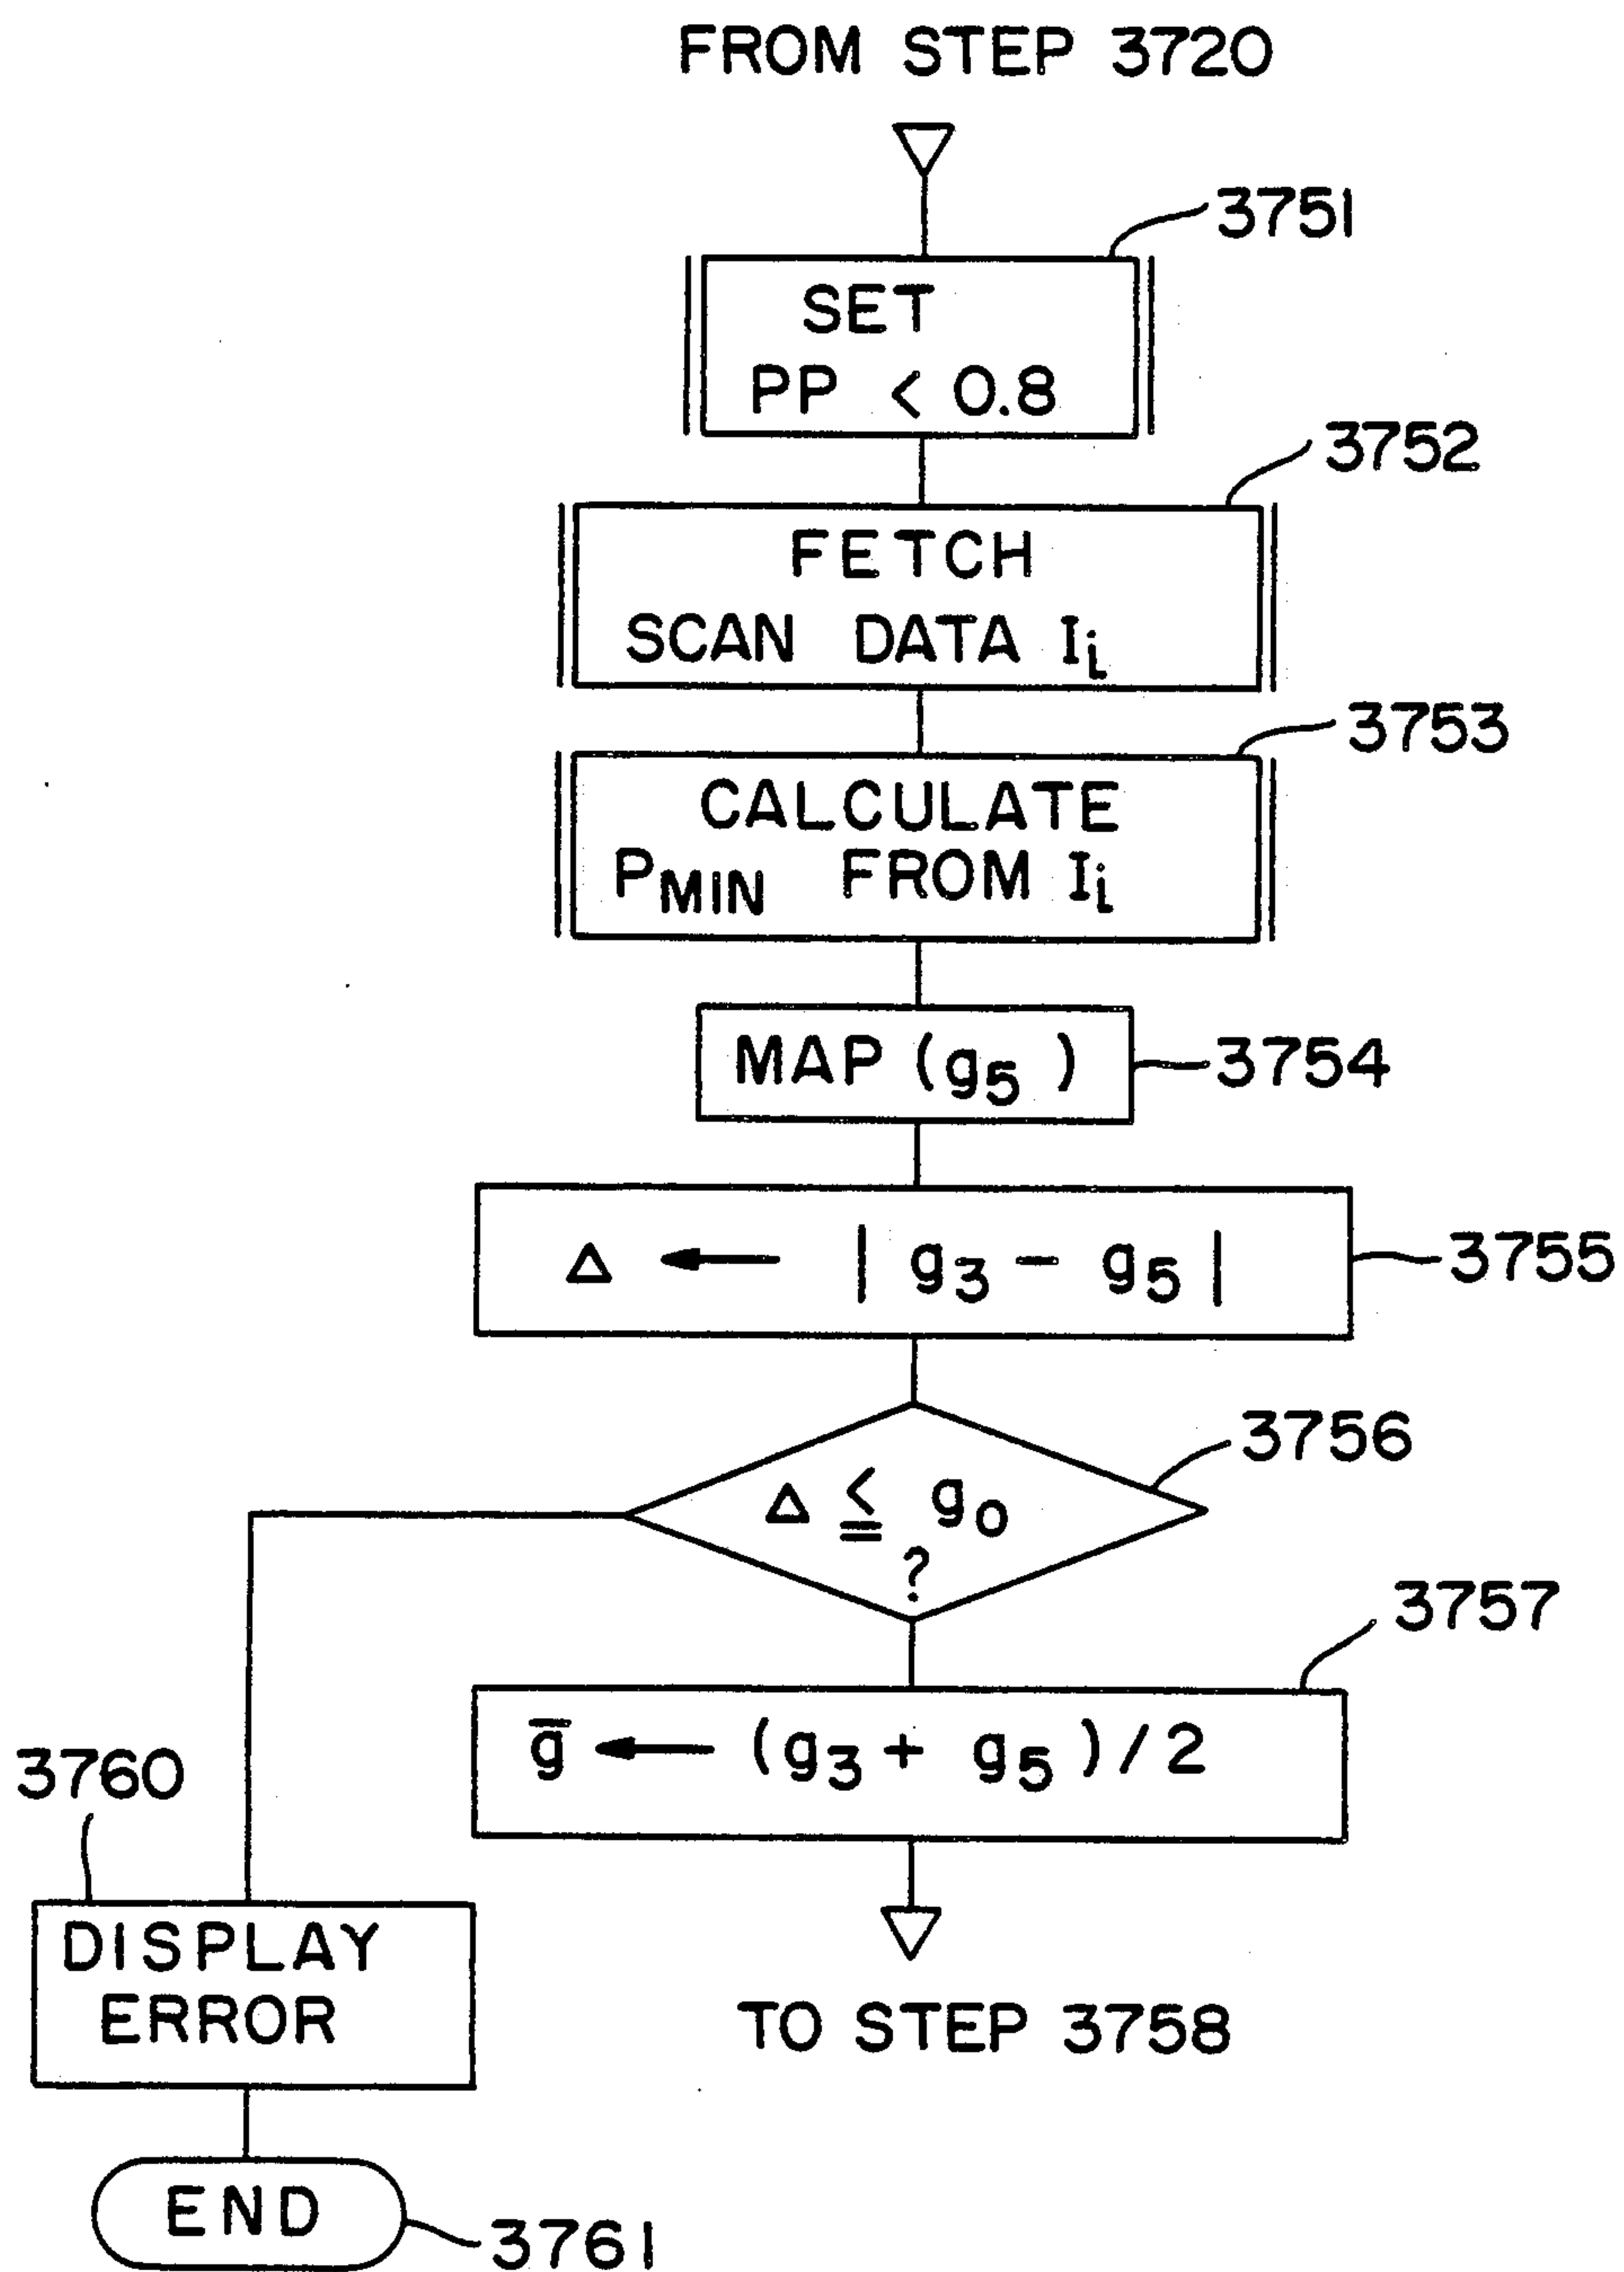 FROM STEP 3720
3751
SET
PP < 0.8
3752
FETCH
SCAN DATA Ii
3753
CALCULATE
PMIN FROM Ii
MAP (g5)
3754
Δ ← | g3 - g5 |
3755
3756
Δ ≦ g0
?
3757
g̅ ← (g3 + g5)/2
3760
DISPLAY
ERROR
TO STEP 3758
END
3761